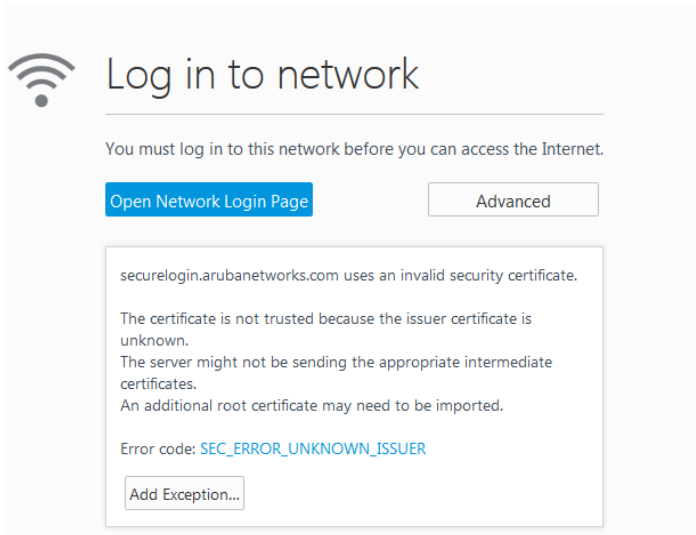 Log in to network
You must log in to this network before you can access the Internet.
Open Network Login Page
Advanced
securelogin.arubanetworks.com uses an invalid security certificate.
The certificate is not trusted because the issuer certificate is
unknown.
The server might not be sending the appropriate intermediate
certificates.
An additional root certificate may need to be imported.
Error code: SEC_ERROR_UNKNOWN_ISSUER
Add Exception...